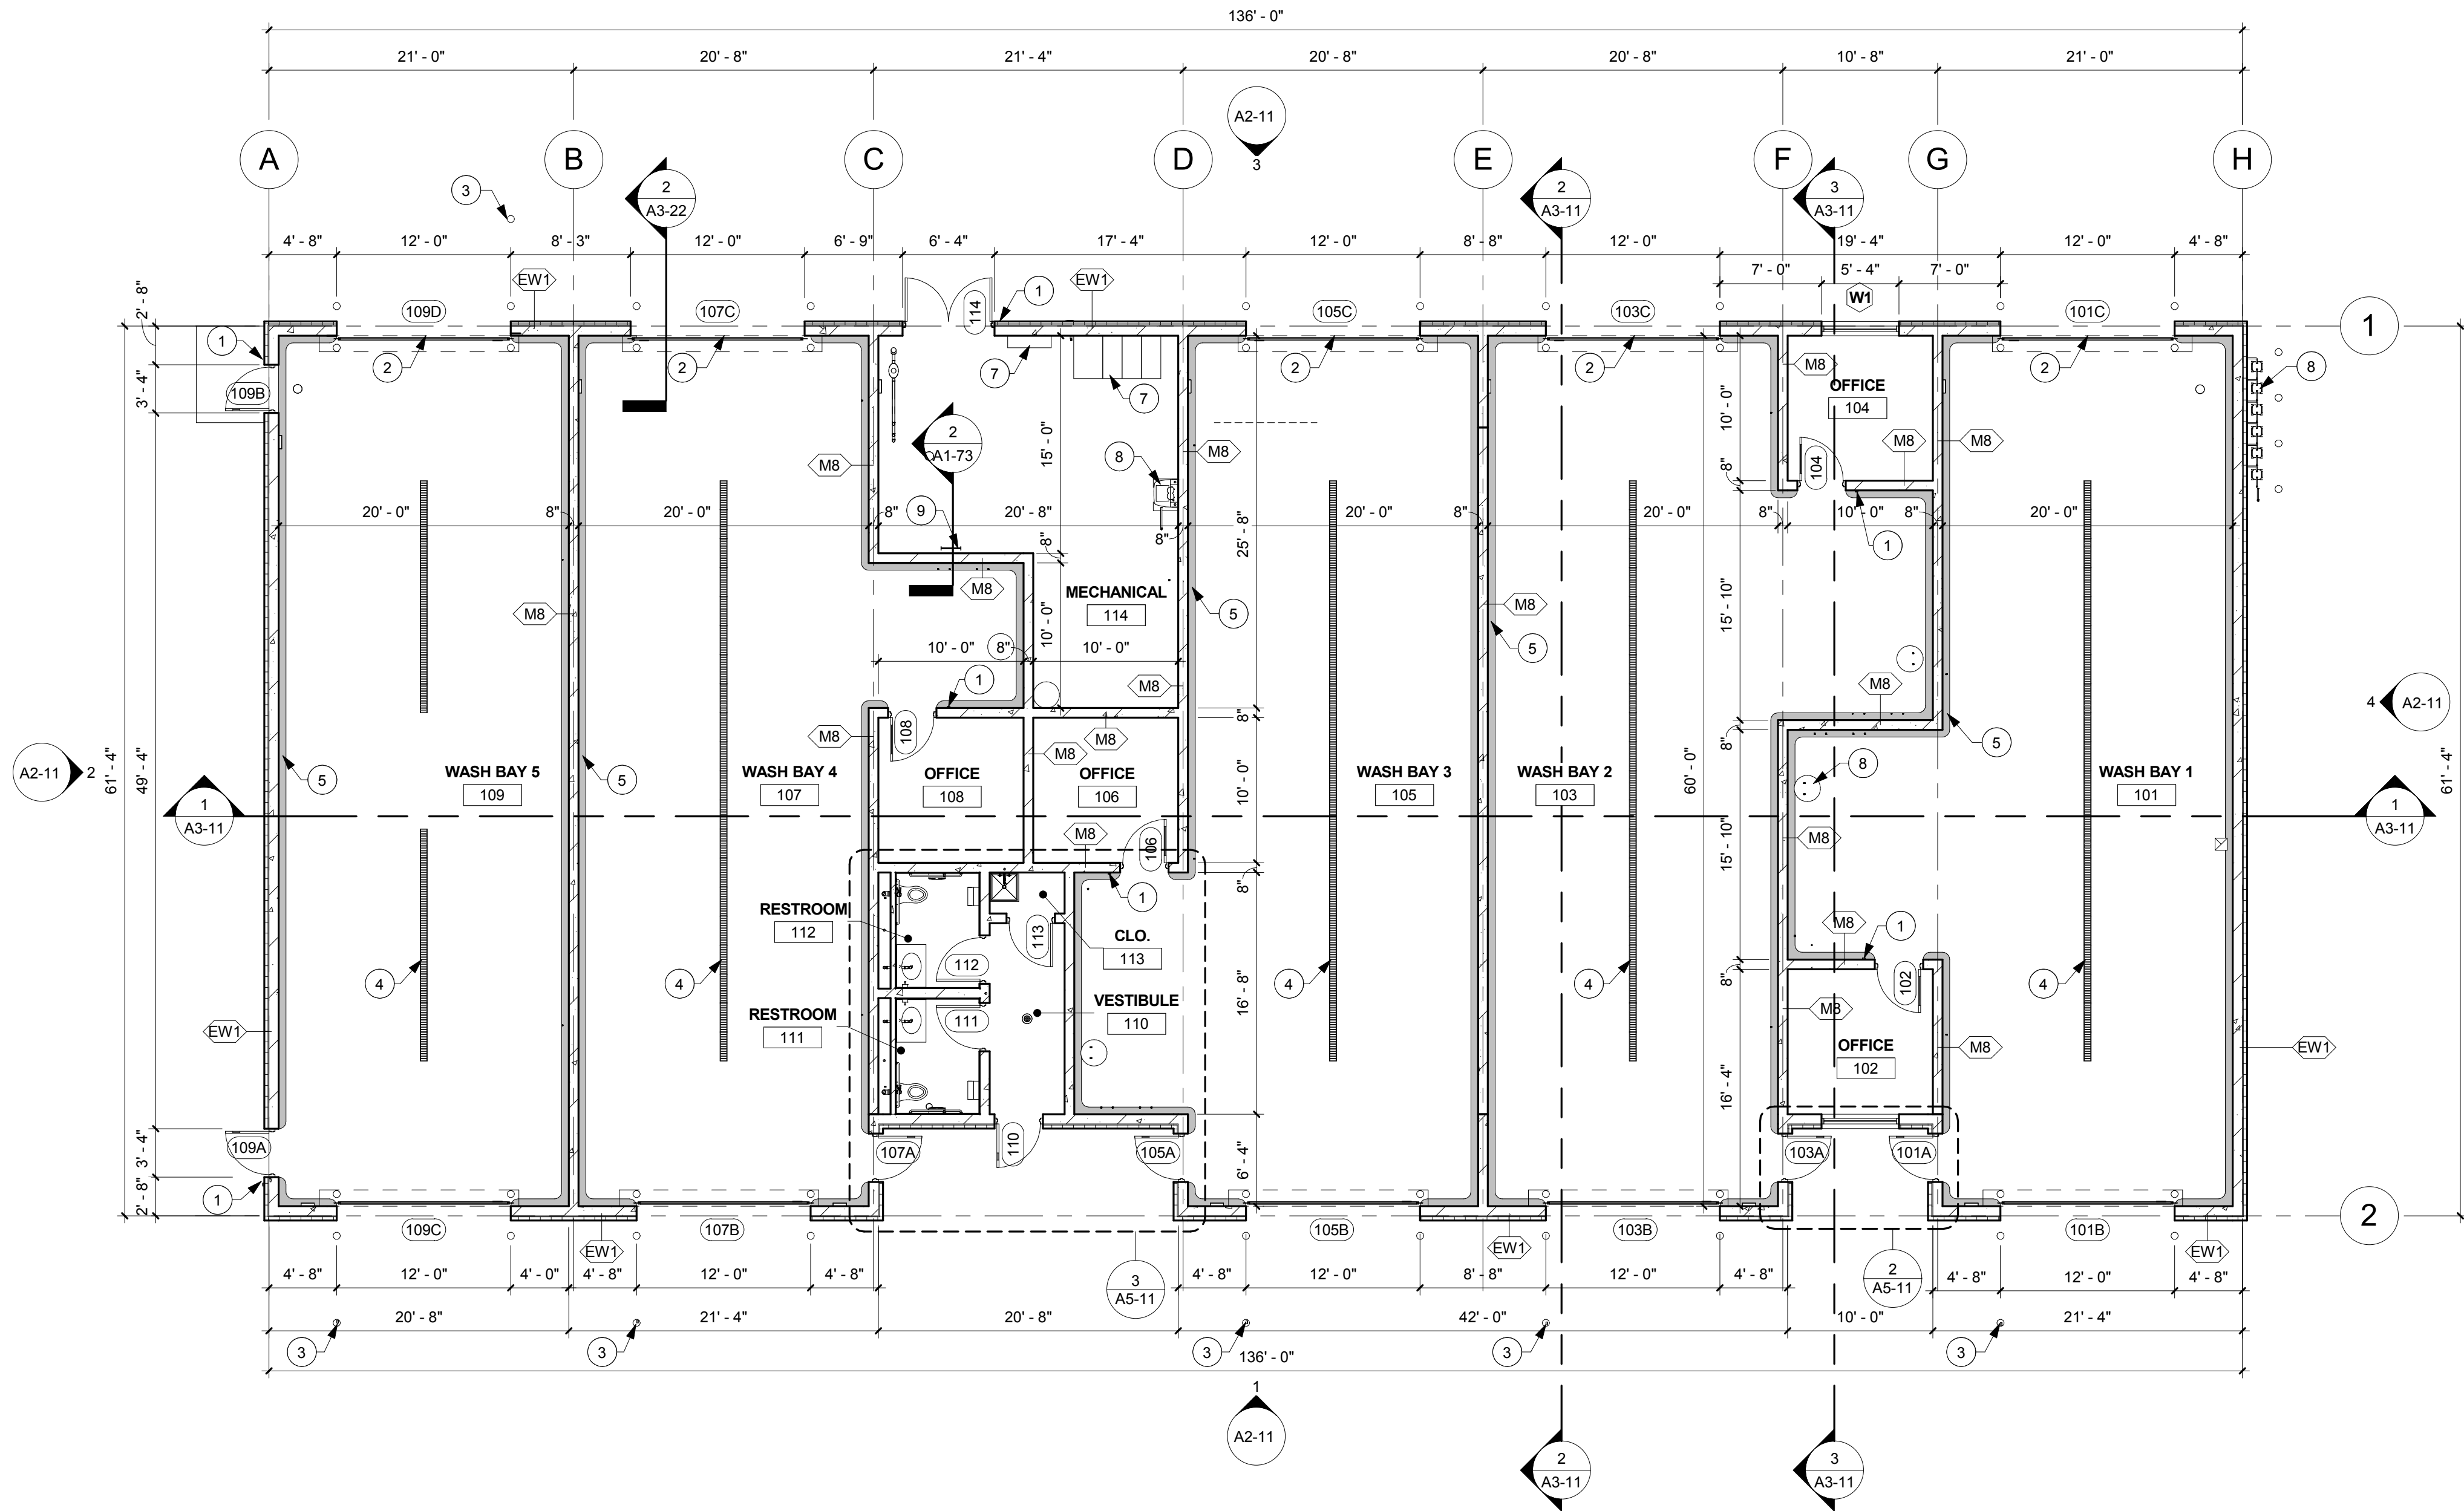 136' - 0"
21' - 0" 20' - 8" 21' - 4" 20' - 8" 20' - 8" 10' - 8" 21' - 0"
A2-11
3
A B C D E F G H
3
2
A3-22
2
A3-11
3
A3-11
4' - 8" 12' - 0" 8' - 3" 12' - 0" 6' - 9" 6' - 4" 17' - 4" 12' - 0" 8' - 8" 12' - 0" 19' - 4" 12' - 0" 4' - 8"
7' - 0" 5' - 4" 7' - 0"
EW1 EW1 1 W1
109D 107C 114 105C 103C 101C
1
2' - 8"
1 2 2 7 7 2 2 M8 2 8
OFFICE
104
3' - 4"
109B
10' - 0"
2
A1-73
15' - 0"
M8 8 M8 M8 M8
104
8"
9
20' - 0" 8" 20' - 0" 8" 20' - 8" 8" 20' - 0" 8" 20' - 0" 8" 10' - 0" 8" 20' - 0"
8"
25' - 8"
1
M8
MECHANICAL
114
M8 5 M8
5
10' - 0"
15' - 10"
10' - 0" 8" 10' - 0"
1 M8 M8
4 A2-11
108
8"
M8 M8 M8 5
8"
A2-11 2
61' - 4"
49' - 4"
5 5
WASH BAY 5
109
WASH BAY 4
107
OFFICE
108
OFFICE
106
10' - 0"
WASH BAY 3
105
WASH BAY 2
103
60' - 0"
8
WASH BAY 1
101
61' - 4"
1
A3-11
1
A3-11
M8
106
M8
15' - 10"
8"
1
RESTROOM
112
113
CLO.
113
M8 1
112
4 4 4 4 4
8"
102
16' - 8"
RESTROOM
111
111
VESTIBULE
110
M8
EW1
OFFICE
102
M8 EW1
16' - 4"
3' - 4"
109A 107A 110 105A 103A 101A
6' - 4"
2' - 8"
1
109C 107B 105B 103B 101B
2
EW1 EW1 EW1
4' - 8" 12' - 0" 4' - 0" 4' - 8" 12' - 0" 4' - 8"
3
A5-11
4' - 8" 12' - 0" 8' - 8" 12' - 0" 4' - 8"
2
A5-11
4' - 8" 12' - 0" 4' - 8"
20' - 8" 21' - 4" 20' - 8" 42' - 0" 10' - 0" 21' - 4"
3 3 3 3 3
136' - 0"
1
A2-11
2
A3-11
3
A3-11